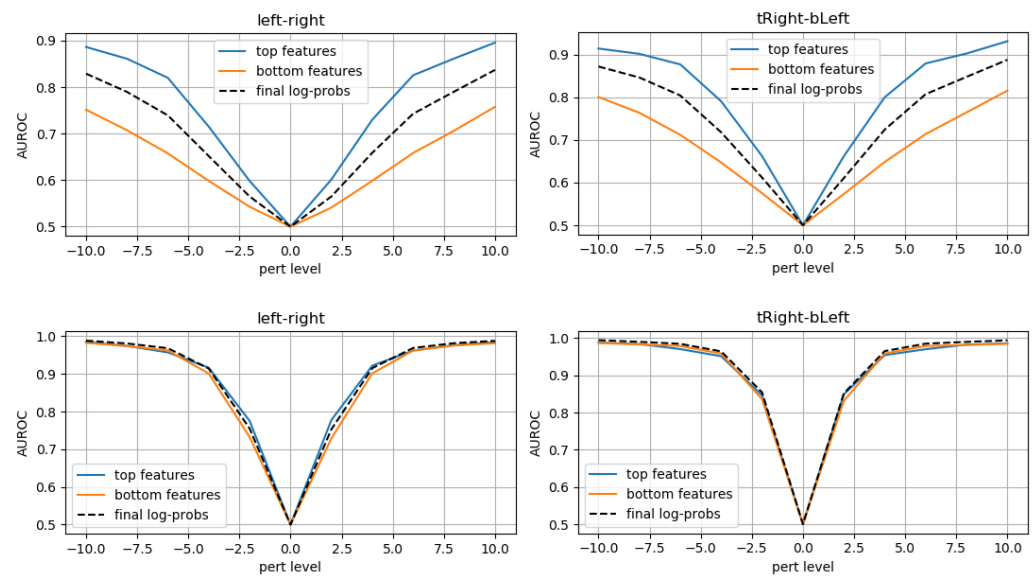 left-right
AUROC
0.9
0.8
0.7
0.6
0.5
top features
bottom features
final log-probs
−10.0 −7.5 −5.0 −2.5 0.0 2.5 5.0 7.5 10.0
pert level
tRight-bLeft
AUROC
0.9
0.8
0.7
0.6
0.5
top features
bottom features
final log-probs
−10.0 −7.5 −5.0 −2.5 0.0 2.5 5.0 7.5 10.0
pert level
left-right
AUROC
1.0
0.9
0.8
0.7
0.6
0.5
top features
bottom features
final log-probs
−10.0 −7.5 −5.0 −2.5 0.0 2.5 5.0 7.5 10.0
pert level
tRight-bLeft
AUROC
1.0
0.9
0.8
0.7
0.6
0.5
top features
bottom features
final log-probs
−10.0 −7.5 −5.0 −2.5 0.0 2.5 5.0 7.5 10.0
pert level